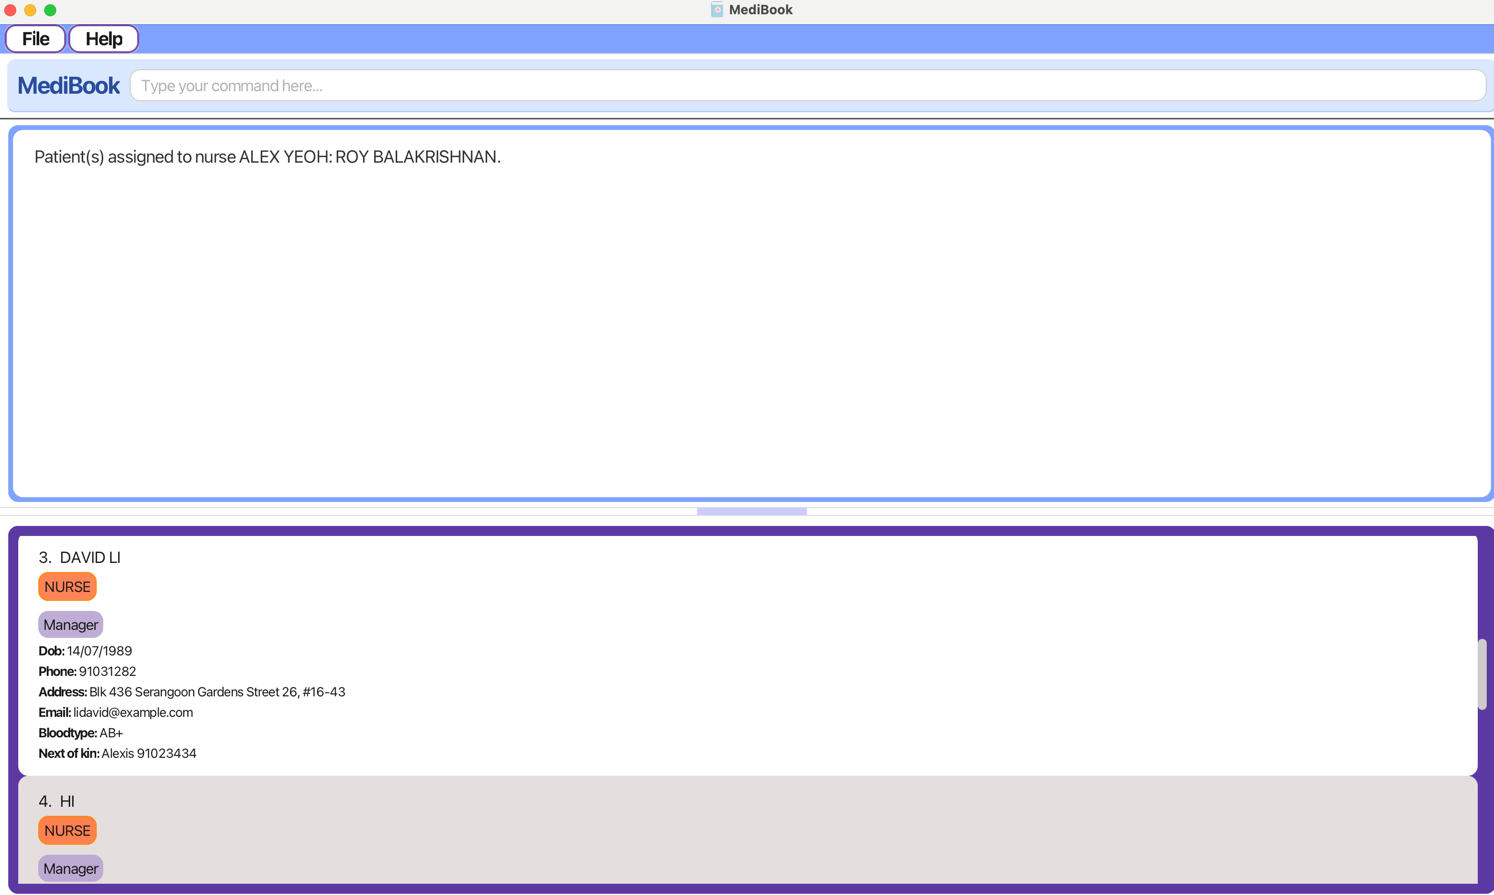 MediBook
File Help
MediBook Type your command here...
Patient(s) assigned to nurse ALEX YEOH: ROY BALAKRISHNAN.
3. DAVID LI
NURSE
Manager
Dob: 14/07/1989
Phone: 91031282
Address: Blk 436 Serangoon Gardens Street 26, #16-43
Email: lidavid@example.com
Bloodtype: AB+
Next of kin: Alexis 91023434
4. HI
NURSE
Manager